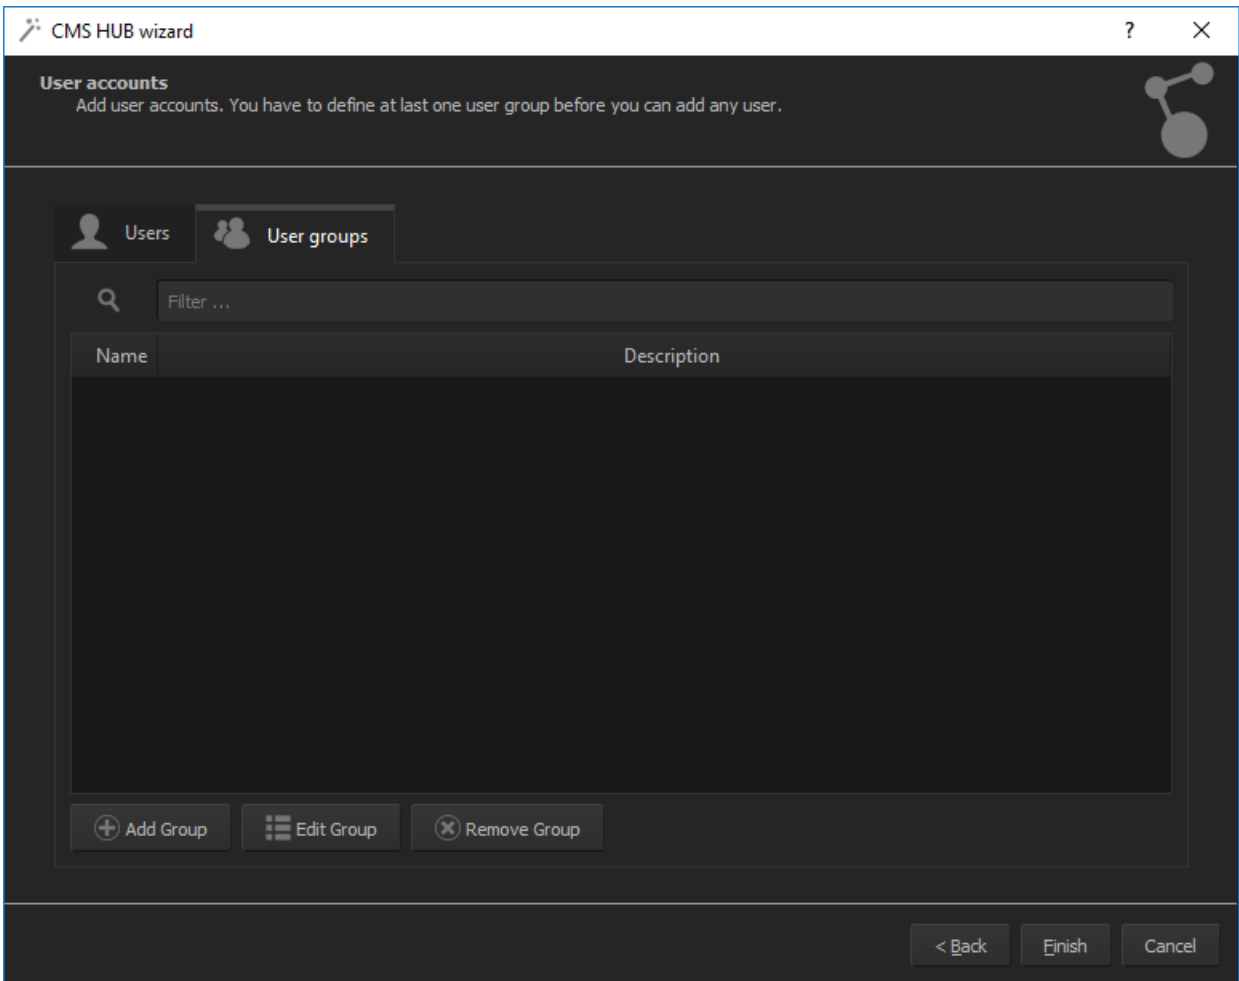 CMS HUB wizard
?
User accounts
Add user accounts. You have to define at last one user group before you can add any user.
Users
User groups
Filter ...
Name
Description
Add Group
Edit Group
Remove Group
< Back
Finish
Cancel